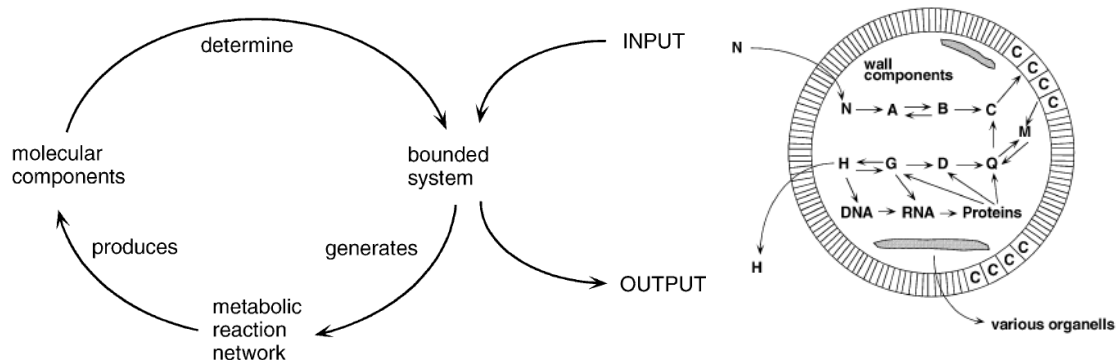 determine
molecular
components
bounded
system
produces
generates
metabolic
reaction
network
INPUT
OUTPUT
N
wall
components
C
C
C
C
N A B C
M
H G D Q
DNA RNA Proteins
H
C C C C
various organells